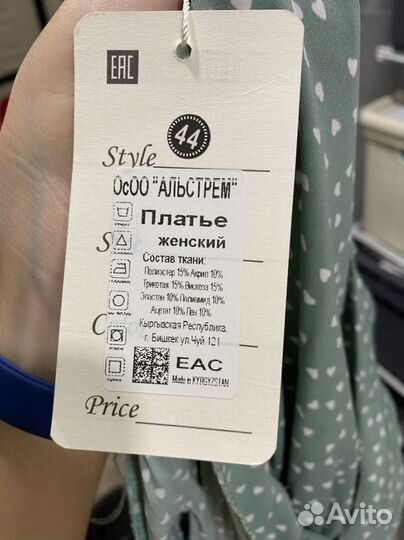 EAC
44
Style
ОсОО "АЛЬСТРЕМ"
Платье
женский
Состав ткани:
Полиэстер 15% Акрил 10%
Трикотаж 15% Вискоза 15%
Эластан 10% Полиамид 10%
Ацетат 10% Лен 10%
Кыргызская Республика,
г. Бишкек ул.Чуй 121
EAC
Made in KYRGYZSTAN
Price
Avito